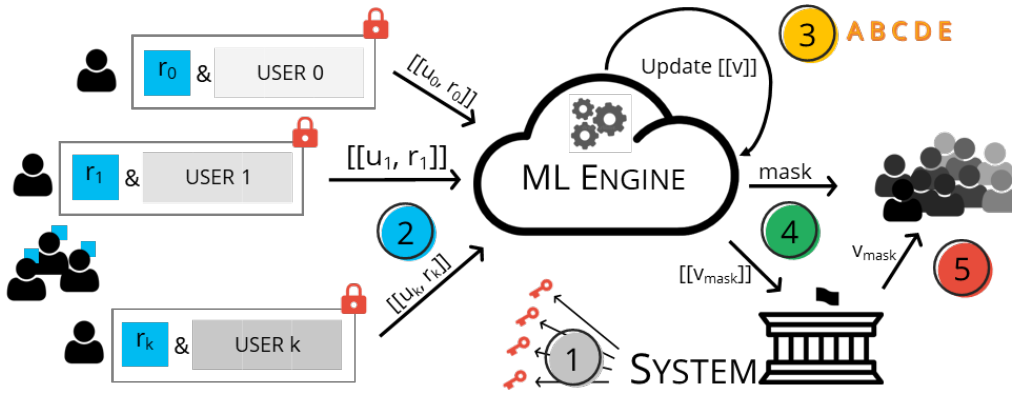 r0 & USER 0
[[u0, r0]]
Update [[v]]
3 A B C D E
r1 & USER 1
[[u1, r1]]
ML ENGINE
mask
2
4
[[uk, rk]]
[[vmask]]
vmask
5
rk & USER k
1
SYSTEM